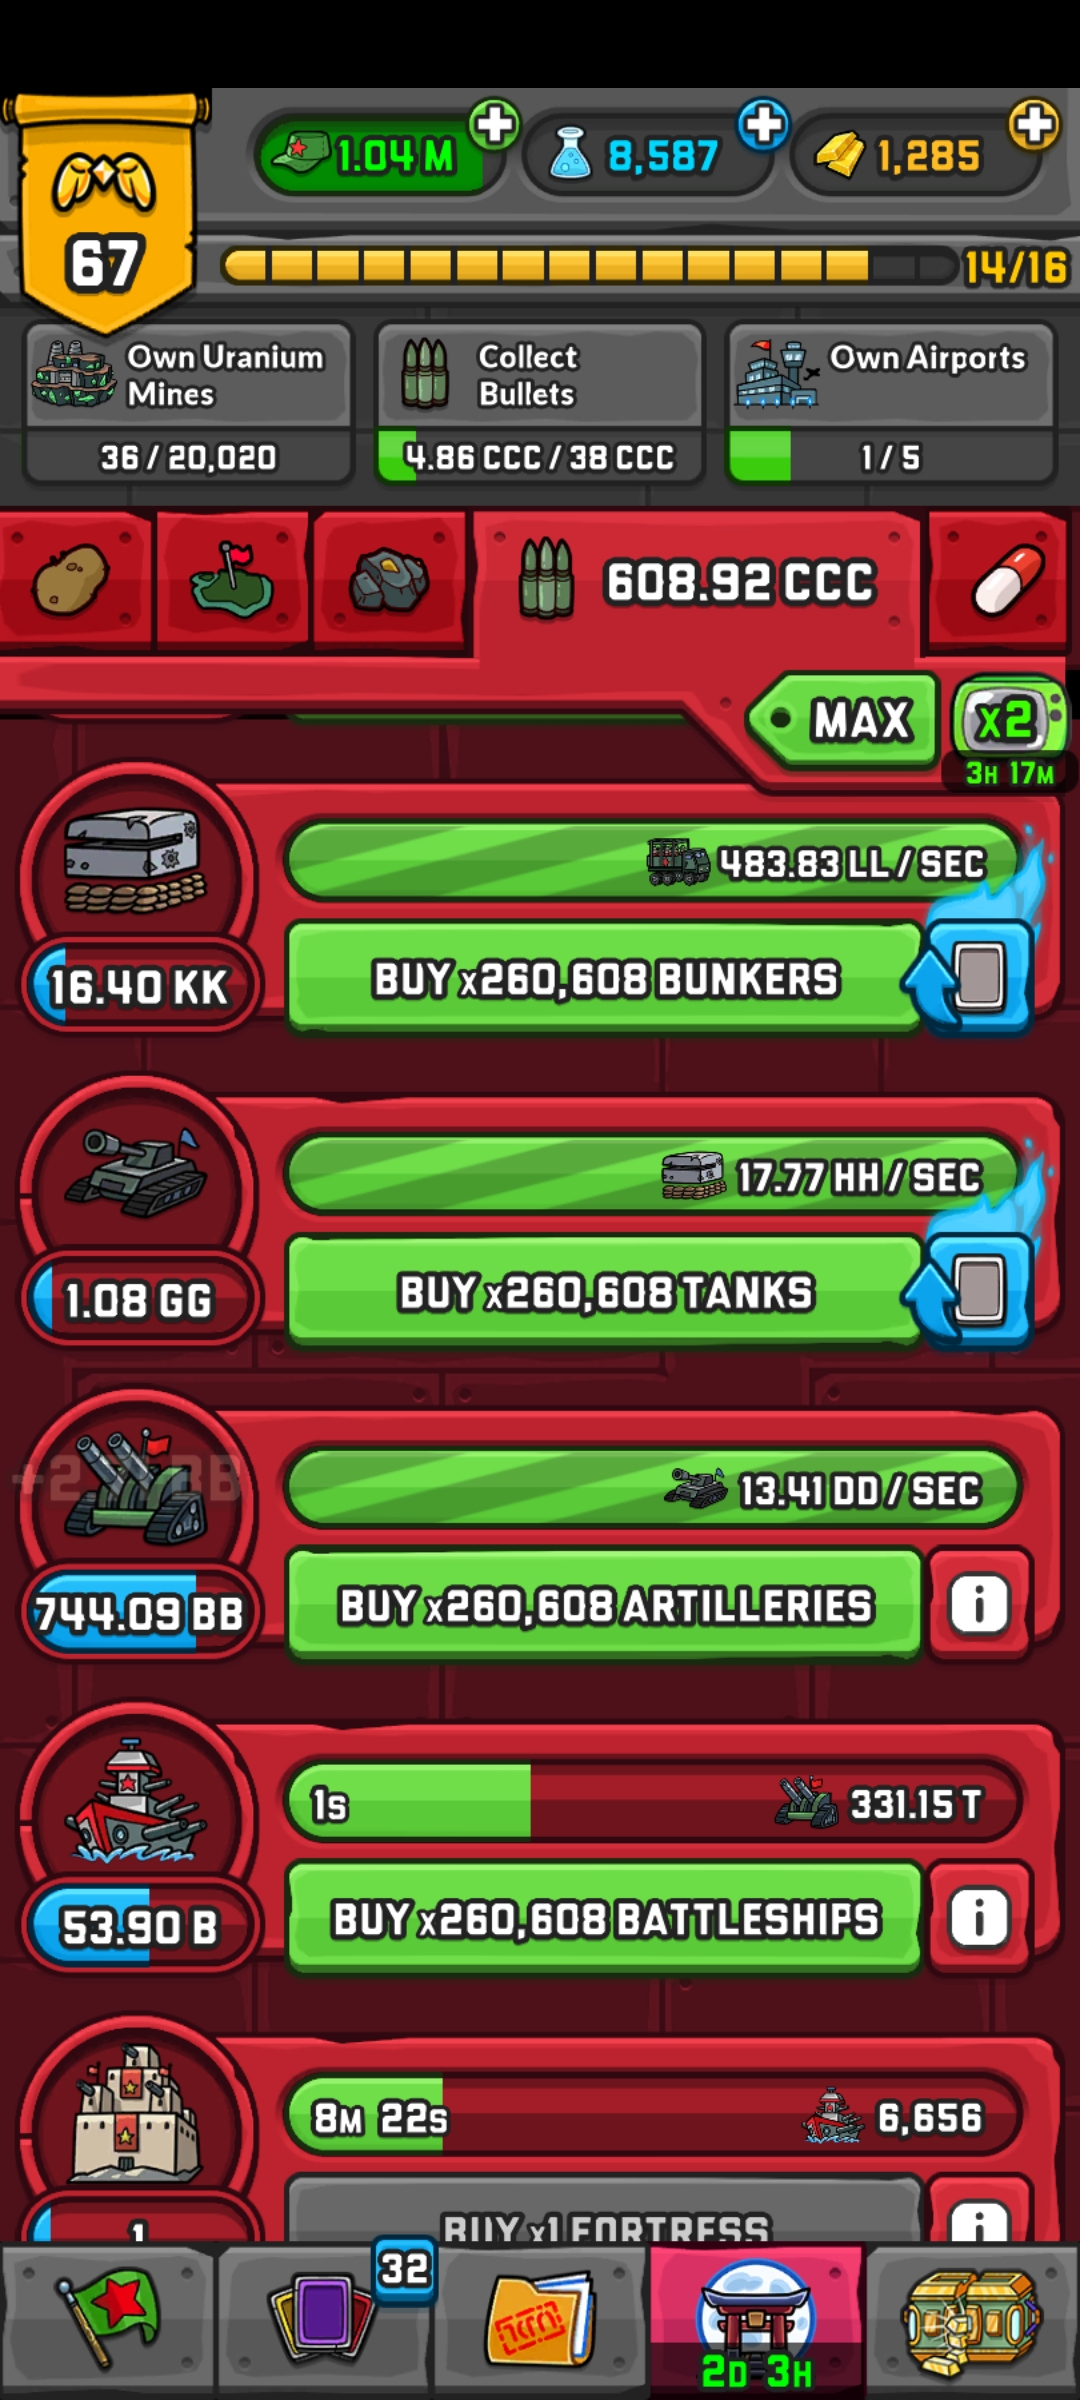 1.04 M
8,587
1,285
67
14/16
Own Uranium
Mines
36 / 20,020
Collect
Bullets
4.86 CCC / 38 CCC
Own Airports
1 / 5
608.92 CCC
MAX
x2
3H 17M
483.83 LL / SEC
16.40 KK
BUY x260,608 BUNKERS
17.77 HH / SEC
1.08 GG
BUY x260,608 TANKS
13.41 DD / SEC
744.09 BB
BUY x260,608 ARTILLERIES
i
1s
331.15 T
53.90 B
BUY x260,608 BATTLESHIPS
i
8M 22S
6,656
1
BUY x1 FORTRESS
i
32
2D 3H